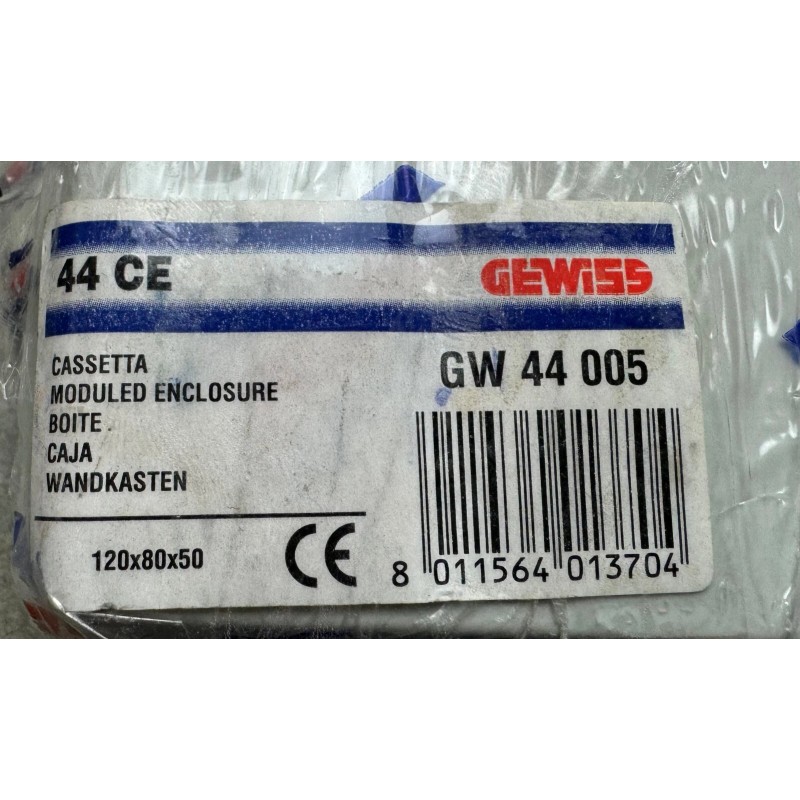 44 CE
GEWISS
CASSETTA
MODULED ENCLOSURE
BOITE
CAJA
WANDKASTEN
120x80x50
CE
GW 44 005
8 011564 013704